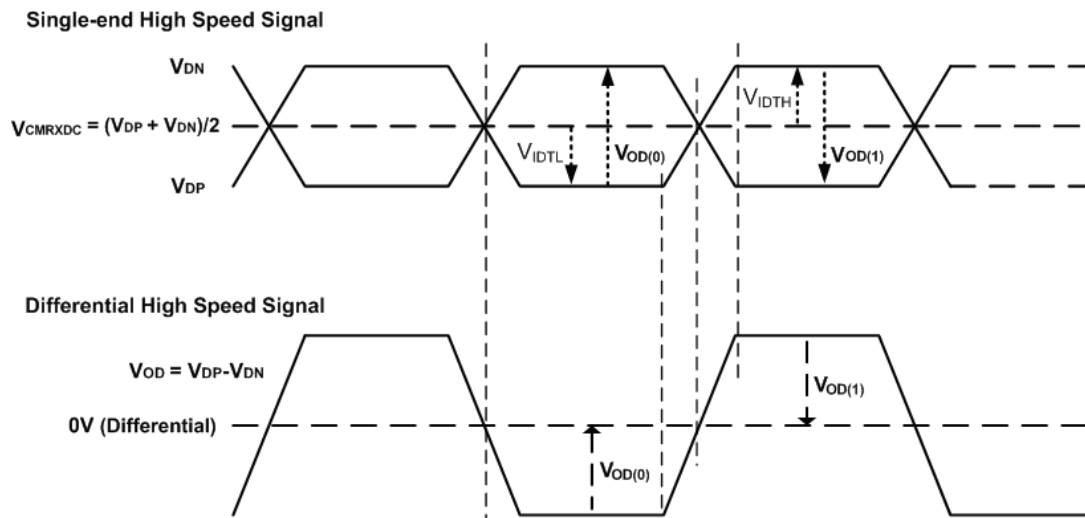 Single-end High Speed Signal
VDN
VCMRXDC = (VDP + VDN)/2
VIDTL
VOD(0)
VIDTH
VOD(1)
VDP
Differential High Speed Signal
VOD = VDP-VDN
0V (Differential)
VOD(0)
VOD(1)